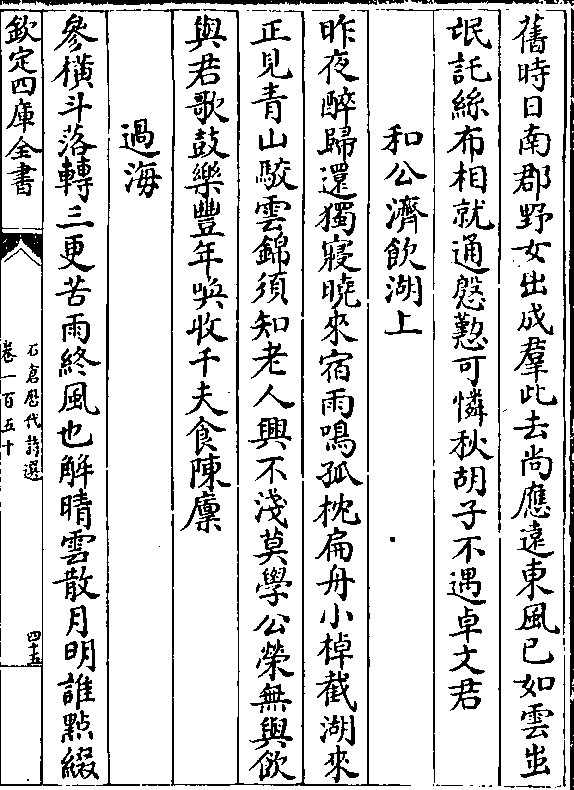 舊時日南郡野女出成羣此去尚應遠東風已如雲蚩
氓託絲布相就通慇懃可憐秋胡子不遇卓文君
和公濟飲湖上
昨夜醉歸還獨寢曉來宿雨鳴孤枕扁舟小棹截湖來
正見青山駮雲錦須知老人興不淺莫學公榮無與飲
與君歌鼓樂豐年喚收千夫食陳廩
過海
參橫斗落轉三更苦雨終風也解晴雲散月明誰點綴
欽定四庫全書
石倉歷代詩選
卷一百五十
四十五